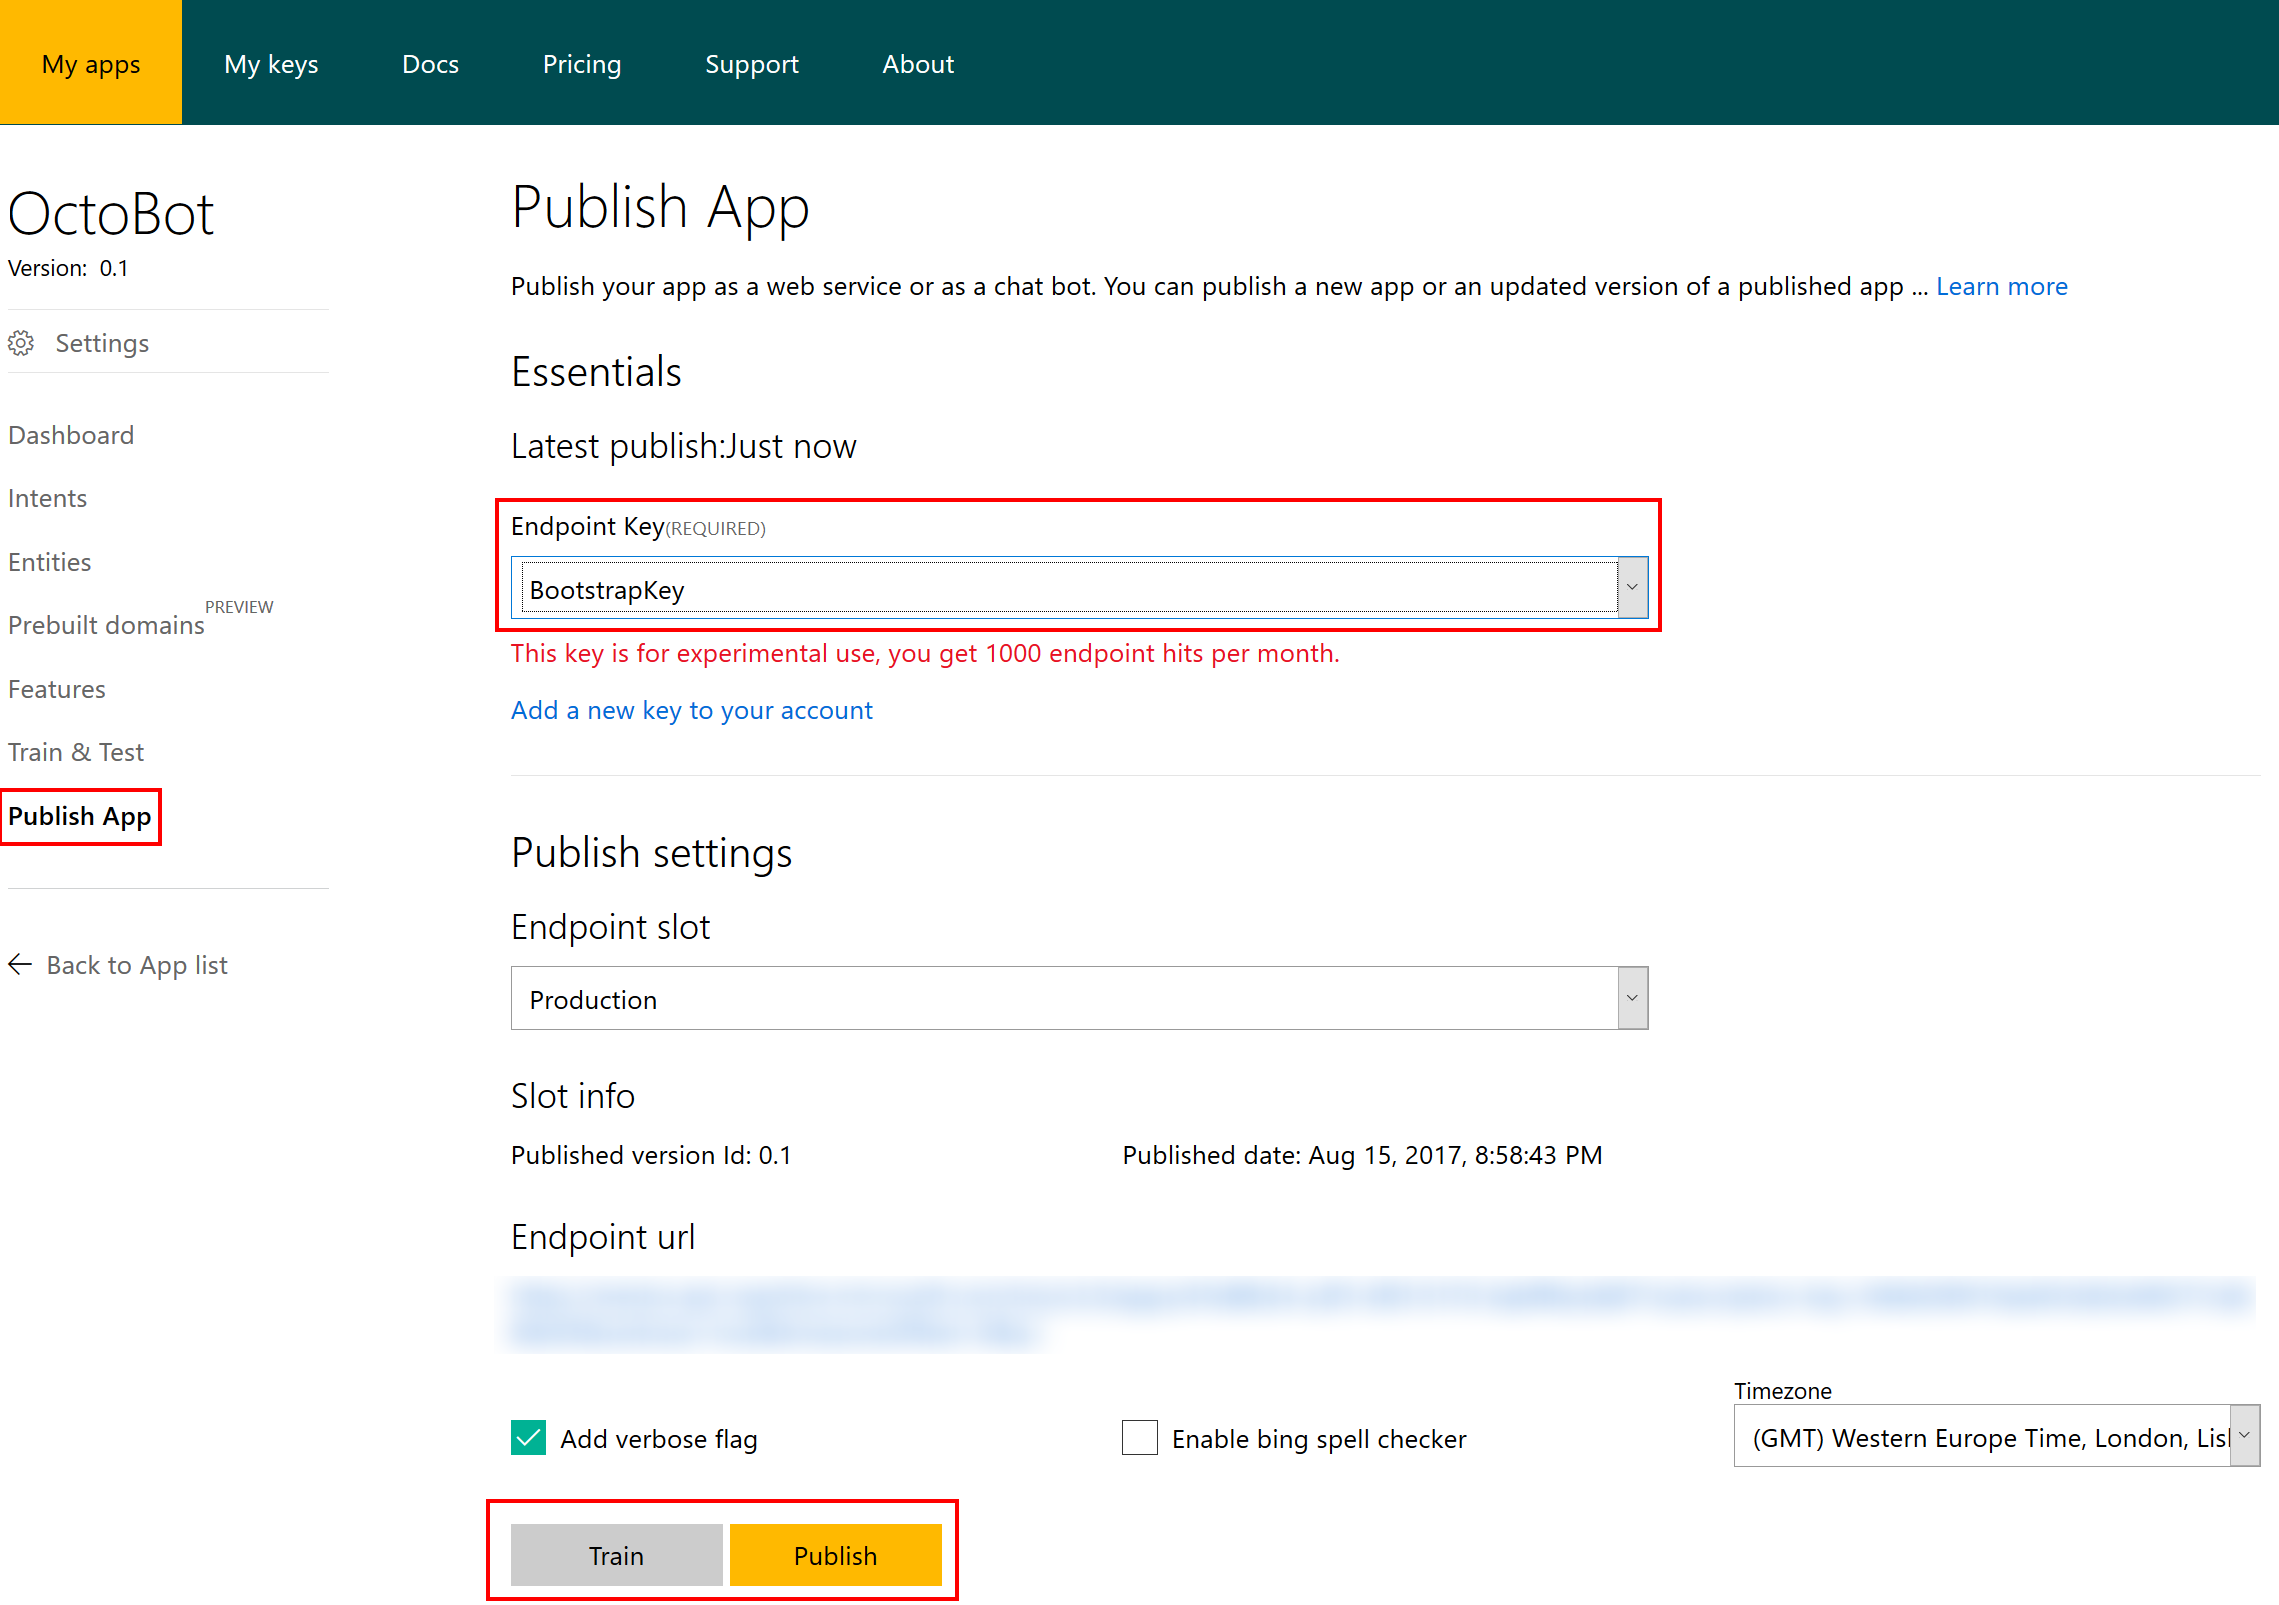 My apps My keys Docs Pricing Support About
OctoBot
Version: 0.1
Settings
Dashboard
Intents
Entities
Prebuilt domains PREVIEW
Features
Train & Test
Publish App
Back to App list
Publish App
Publish your app as a web service or as a chat bot. You can publish a new app or an updated version of a published app ... Learn more
Essentials
Latest publish:Just now
Endpoint Key(REQUIRED)
BootstrapKey
This key is for experimental use, you get 1000 endpoint hits per month.
Add a new key to your account
Publish settings
Endpoint slot
Production
Slot info
Published version Id: 0.1 Published date: Aug 15, 2017, 8:58:43 PM
Endpoint url
Timezone
Add verbose flag Enable bing spell checker (GMT) Western Europe Time, London,
Train Publish